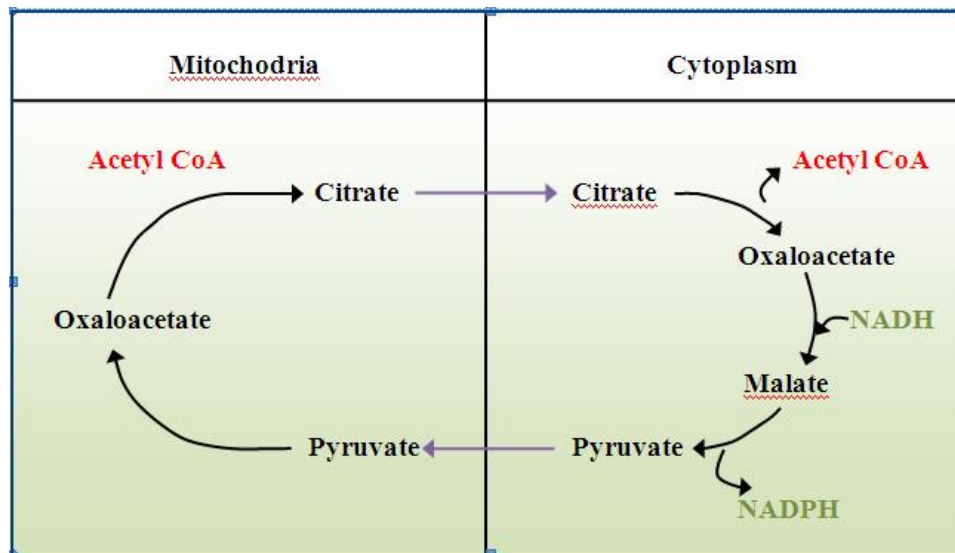 Mitochodria
Cytoplasm
Acetyl CoA
Acetyl CoA
Citrate
Citrate
Oxaloacetate
Oxaloacetate
NADH
Malate
Pyruvate
Pyruvate
NADPH